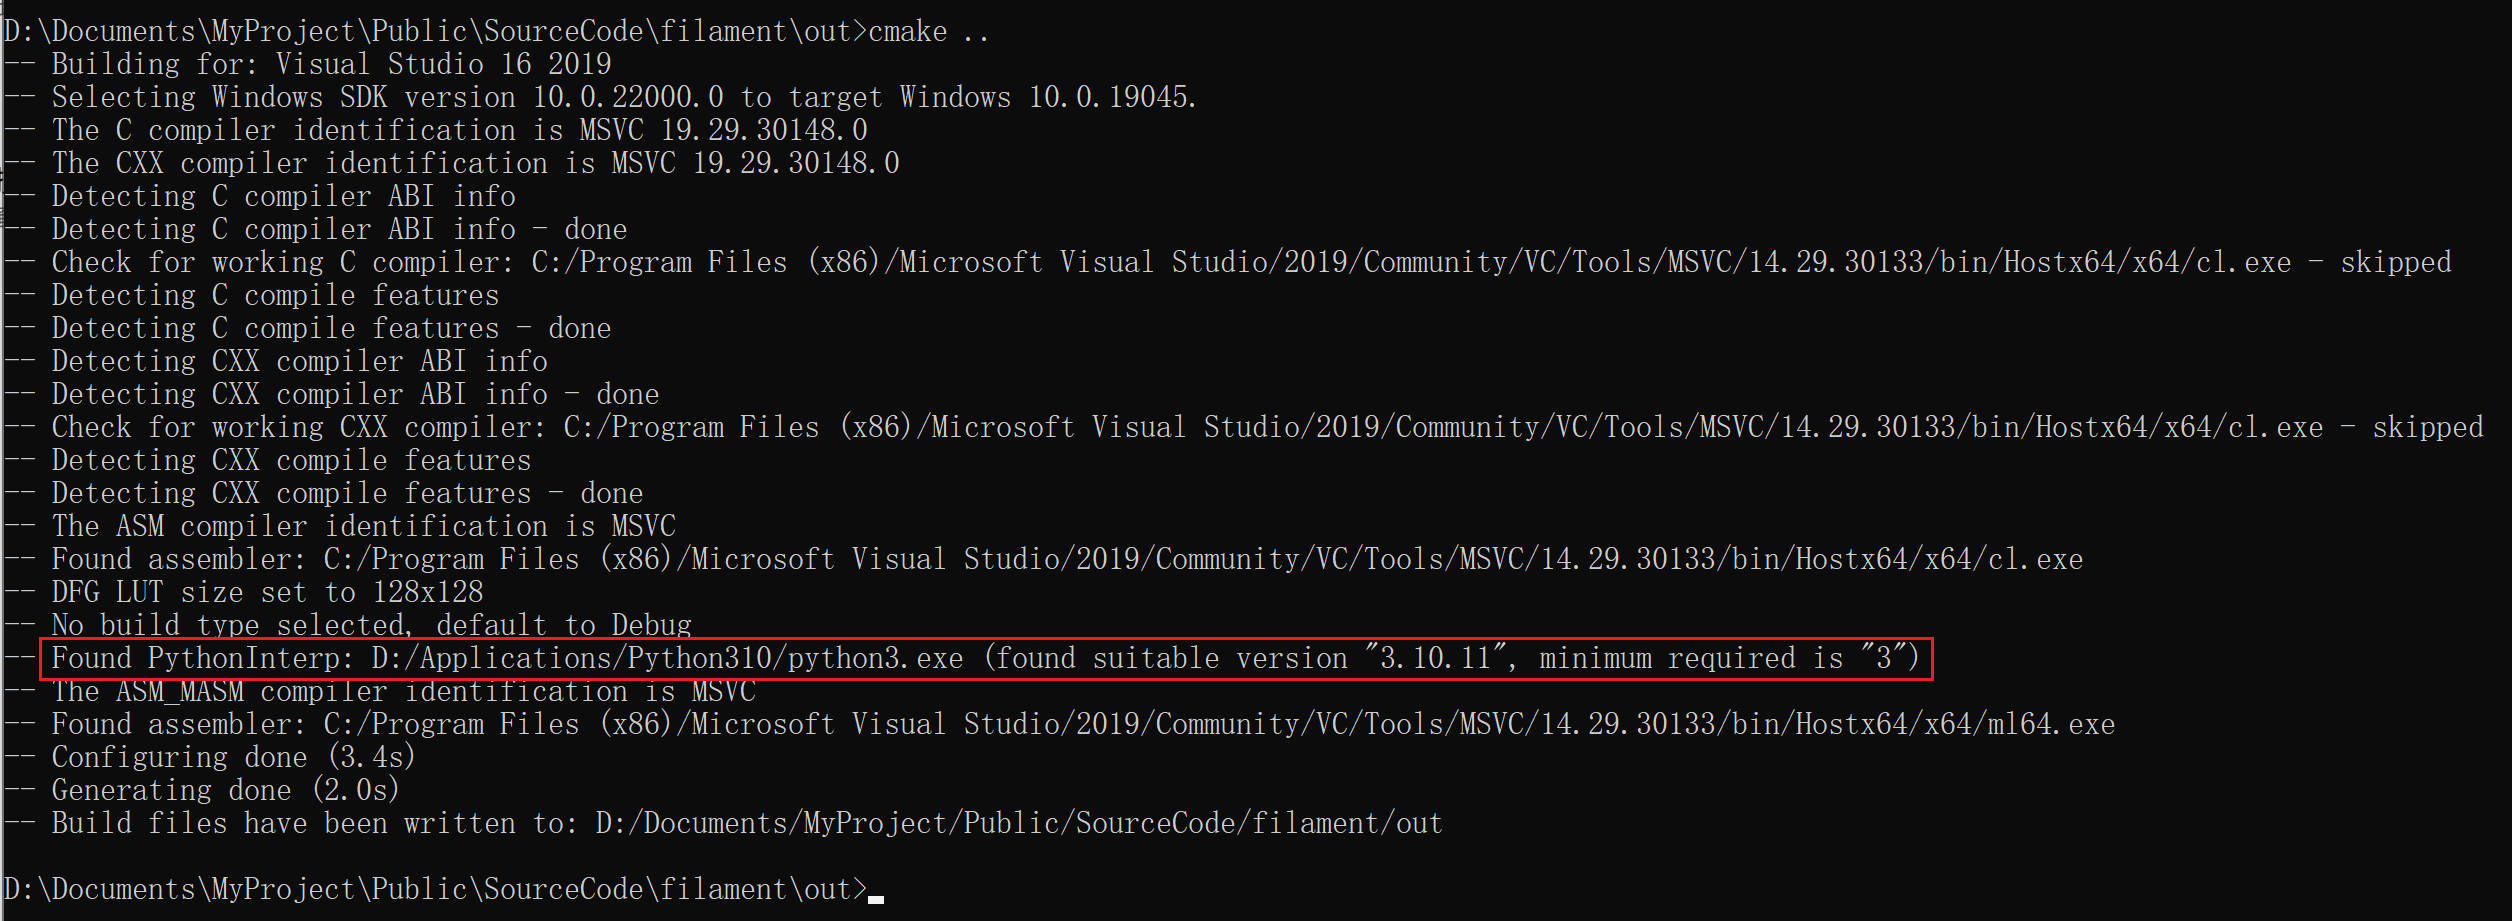 D:\Documents\MyProject\Public\SourceCode\filament\out>cmake ..
-- Building for: Visual Studio 16 2019
-- Selecting Windows SDK version 10.0.22000.0 to target Windows 10.0.19045.
-- The C compiler identification is MSVC 19.29.30148.0
-- The CXX compiler identification is MSVC 19.29.30148.0
-- Detecting C compiler ABI info
-- Detecting C compiler ABI info - done
-- Check for working C compiler: C:/Program Files (x86)/Microsoft Visual Studio/2019/Community/VC/Tools/MSVC/14.29.30133/bin/Hostx64/x64/cl.exe - skipped
-- Detecting C compile features
-- Detecting C compile features - done
-- Detecting CXX compiler ABI info
-- Detecting CXX compiler ABI info - done
-- Check for working CXX compiler: C:/Program Files (x86)/Microsoft Visual Studio/2019/Community/VC/Tools/MSVC/14.29.30133/bin/Hostx64/x64/cl.exe - skipped
-- Detecting CXX compile features
-- Detecting CXX compile features - done
-- The ASM compiler identification is MSVC
-- Found assembler: C:/Program Files (x86)/Microsoft Visual Studio/2019/Community/VC/Tools/MSVC/14.29.30133/bin/Hostx64/x64/cl.exe
-- DFG LUT size set to 128x128
-- No build type selected, default to Debug
-- Found PythonInterp: D:/Applications/Python310/python3.exe (found suitable version "3.10.11", minimum required is "3")
-- The ASM_MASM compiler identification is MSVC
-- Found assembler: C:/Program Files (x86)/Microsoft Visual Studio/2019/Community/VC/Tools/MSVC/14.29.30133/bin/Hostx64/x64/ml64.exe
-- Configuring done (3.4s)
-- Generating done (2.0s)
-- Build files have been written to: D:/Documents/MyProject/Public/SourceCode/filament/out
D:\Documents\MyProject\Public\SourceCode\filament\out>